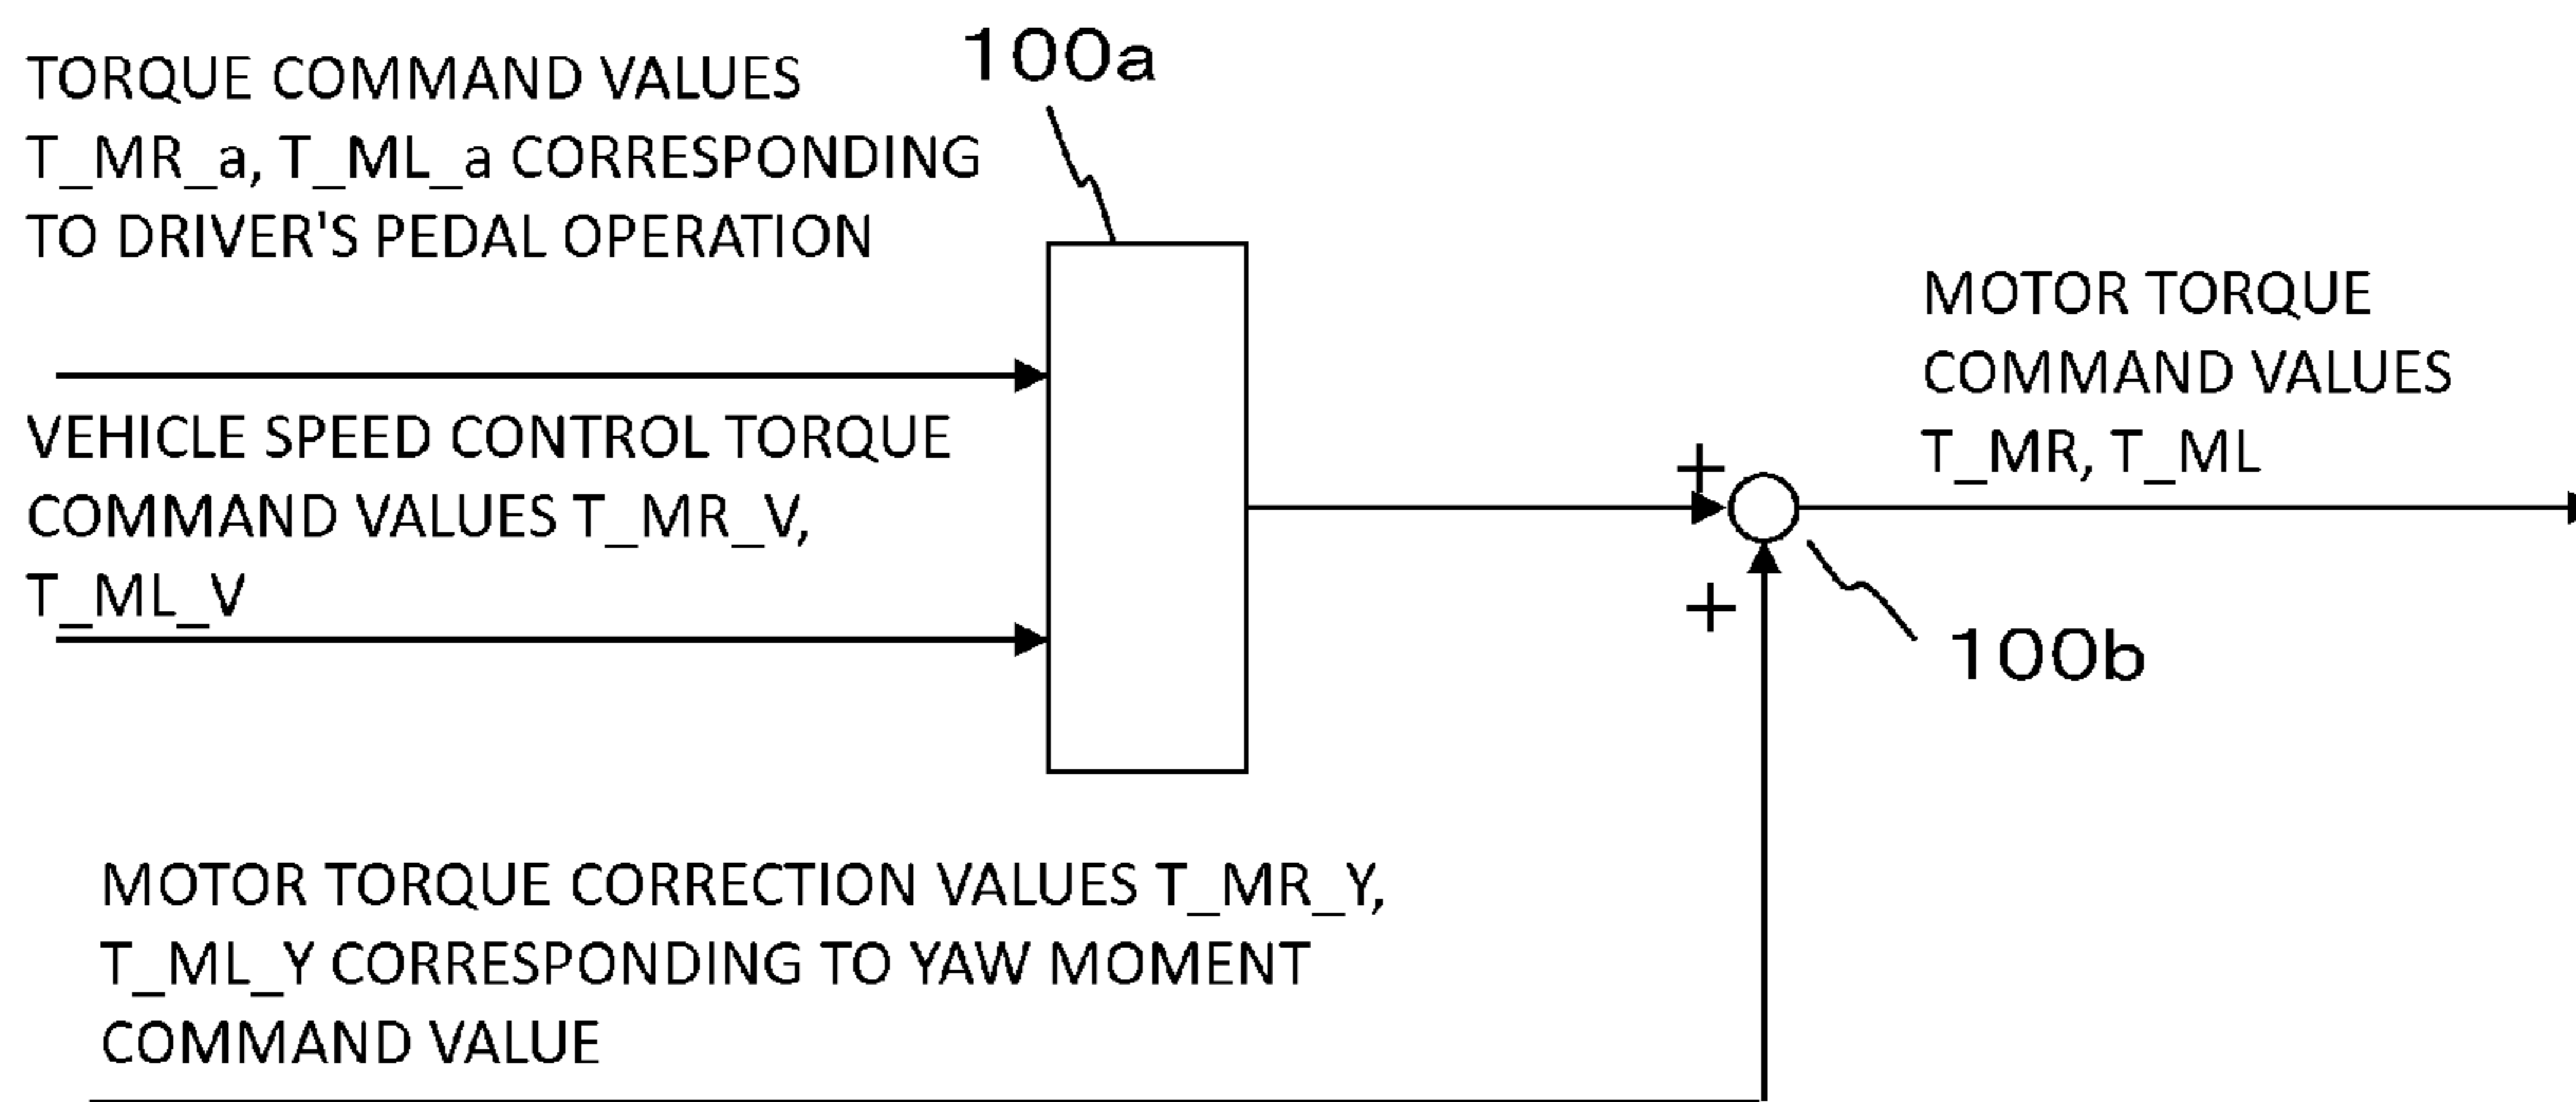 100a
TORQUE COMMAND VALUES
T_MR_a, T_ML_a CORRESPONDING
TO DRIVER'S PEDAL OPERATION
MOTOR TORQUE
COMMAND VALUES
T_MR, T_ML
VEHICLE SPEED CONTROL TORQUE
COMMAND VALUES T_MR_V,
T_ML_V
+
+
100b
MOTOR TORQUE CORRECTION VALUES T_MR_Y,
T_ML_Y CORRESPONDING TO YAW MOMENT
COMMAND VALUE